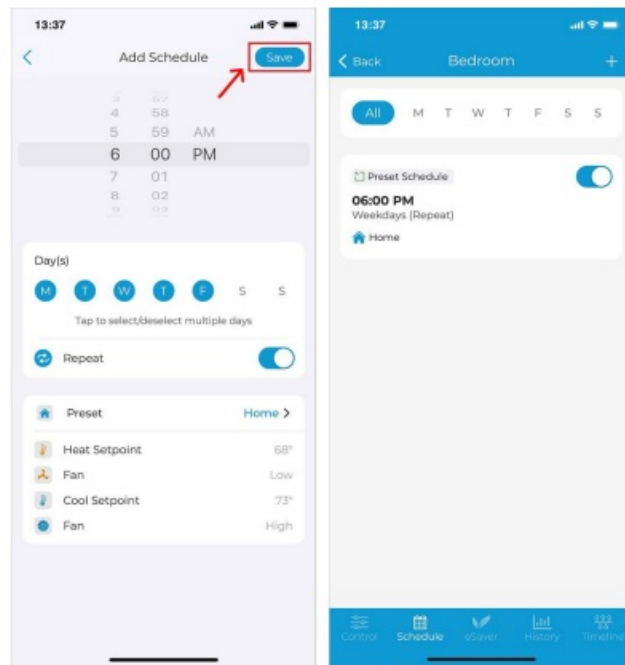 13:37
Add Schedule
Save
4 58
5 59 AM
6 00 PM
7 01
8 02
Day(s)
M T W T F S S
Tap to select/deselect multiple days
Repeat
Preset Home >
Heat Setpoint 68°
Fan Low
Cool Setpoint 73°
Fan High
13:37
< Back Bedroom +
All M T W T F S S
Preset Schedule
06:00 PM
Weekdays (Repeat)
Home
Control Schedule eSaver History Timeline